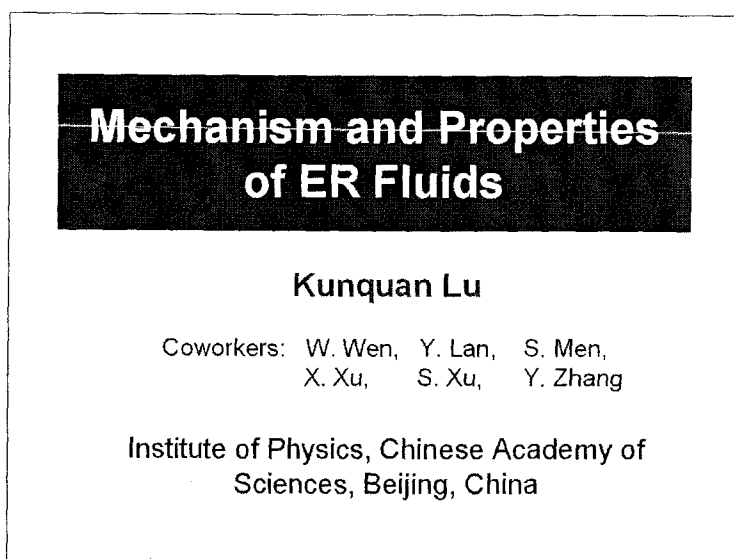 Mechanism and Properties
of ER Fluids
Kunquan Lu
Coworkers: W. Wen, Y. Lan, S. Men,
X. Xu, S. Xu, Y. Zhang
Institute of Physics, Chinese Academy of
Sciences, Beijing, China